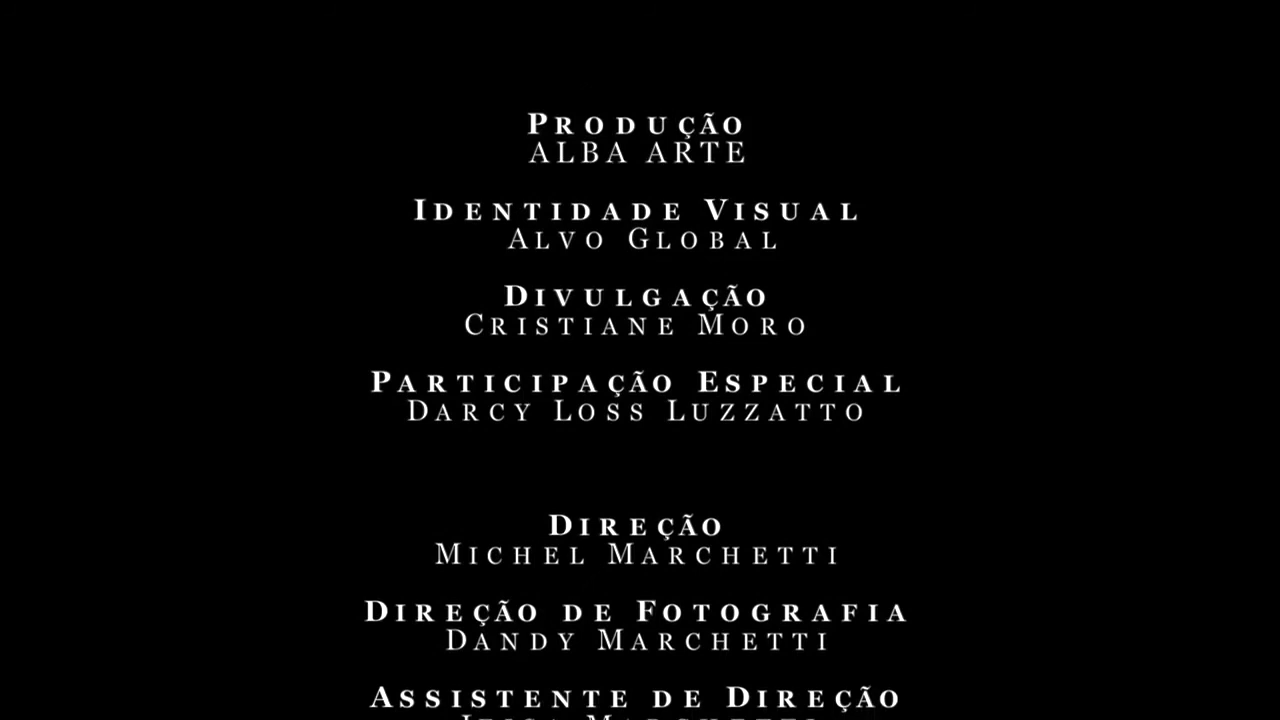 PRODUÇÃO
ALBA ARTE
IDENTIDADE VISUAL
ALVO GLOBAL
DIVULGAÇÃO
CRISTIANE MORO
PARTICIPAÇÃO ESPECIAL
DARCY LOSS LUZZATTO
DIREÇÃO
MICHEL MARCHETTI
DIREÇÃO DE FOTOGRAFIA
DANDY MARCHETTI
ASSISTENTE DE DIREÇÃO